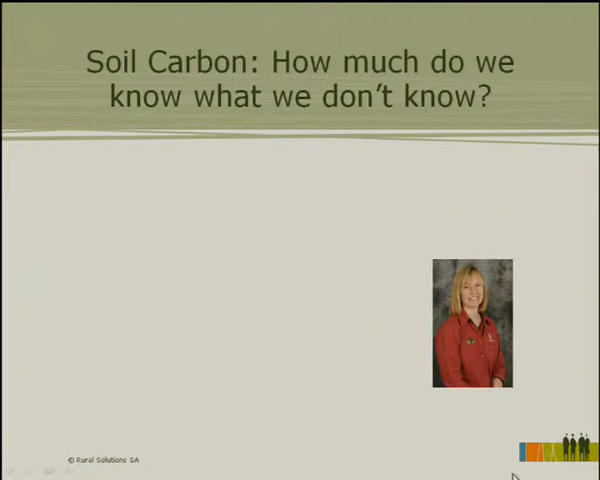 Soil Carbon: How much do we
know what we don't know?
© Rural Solutions SA